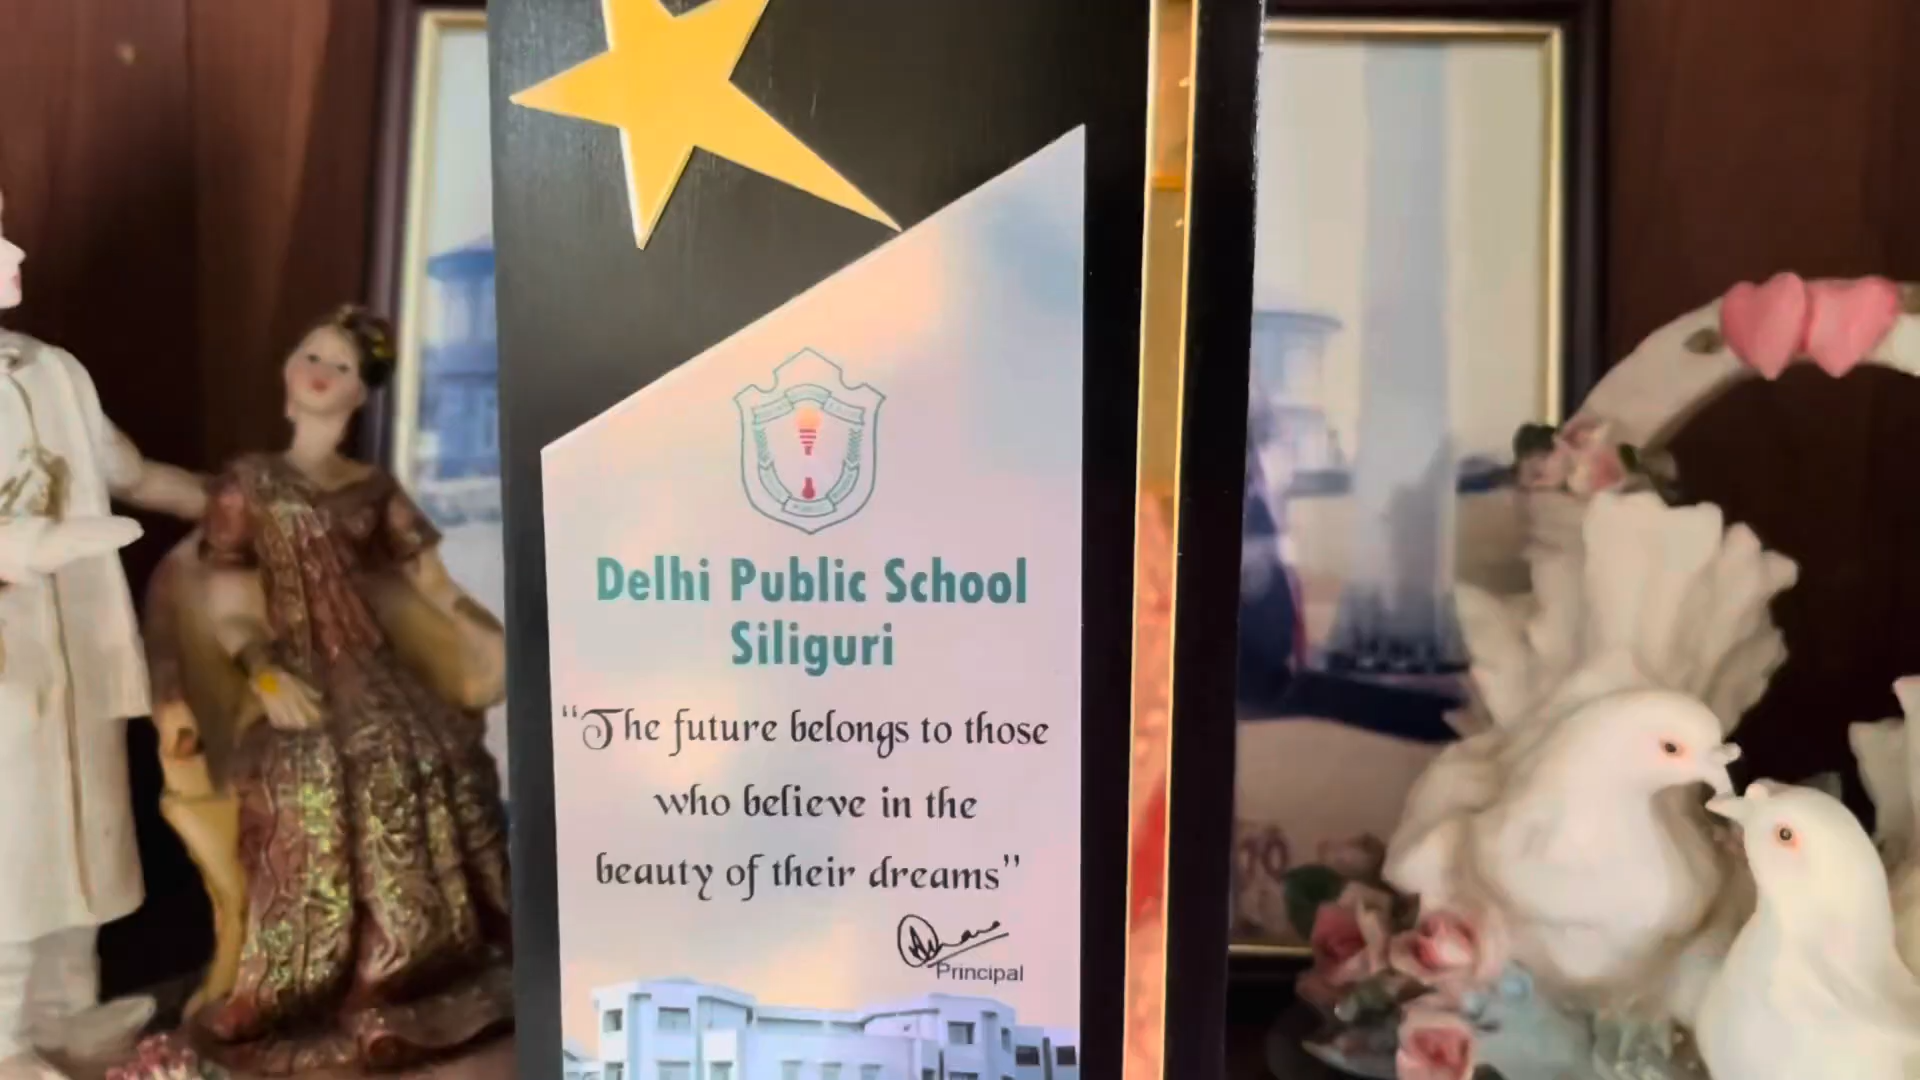 Delhi Public School
Siliguri
“The future belongs to those
who believe in the
beauty of their dreams”
Principal